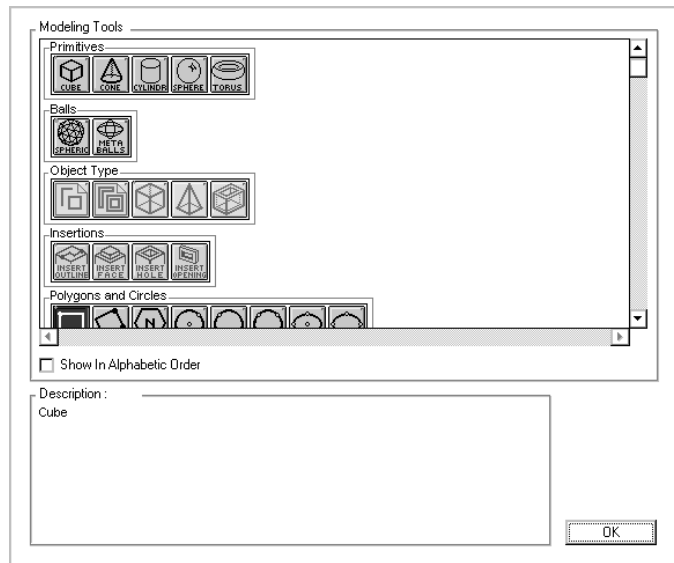 Modeling Tools
Primitives
CUBE CONE CYLINDR SPHERE TORUS
Balls
SPHERIC META BALLS
Object Type
Insertions
INSERT OUTLINE INSERT FACE INSERT HOLE INSERT OPENING
Polygons and Circles
N
Show In Alphabetic Order
Description :
Cube
OK